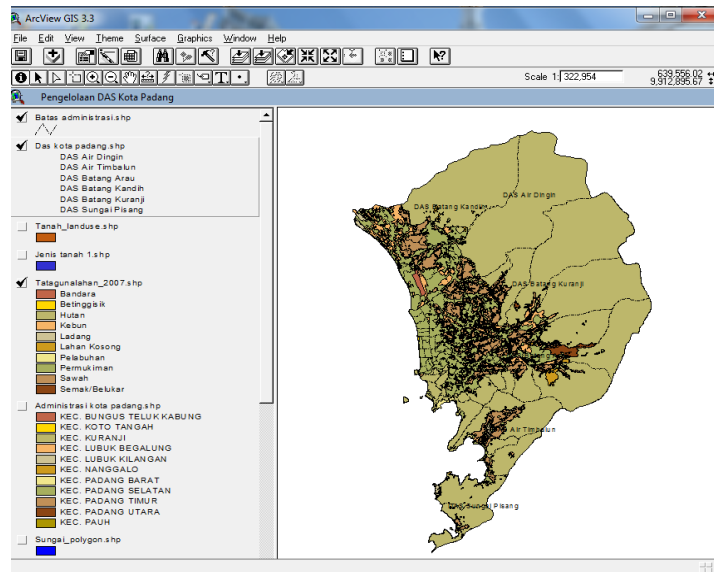 ArcView GIS 3.3
File Edit View Theme Surface Graphics Window Help
Scale 1: 322,954
639,556.02
9,912,895.67
Pengelolaan DAS Kota Padang
Batas administrasi.shp
Das kota padang.shp
DAS Air Dingin
DAS Air Timbalun
DAS Batang Arau
DAS Batang Kandih
DAS Batang Kuranji
DAS Sungai Pisang
Tanah_landuse.shp
Jenis tanah 1.shp
Tatagunalahan_2007.shp
Bandara
Betinggisik
Hutan
Kebun
Ladang
Lahan Kosong
Pelabuhan
Permukiman
Sawah
Semak/Belukar
Administrasi kota padang.shp
KEC. BUNGUS TELUK KABUNG
KEC. KOTO TANGAH
KEC. KURANJI
KEC. LUBUK BEGALUNG
KEC. LUBUK KILANGAN
KEC. NANGGALO
KEC. PADANG BARAT
KEC. PADANG SELATAN
KEC. PADANG TIMUR
KEC. PADANG UTARA
KEC. PAUH
Sungai_polygon.shp
DAS Air Dingin
DAS Batang Kandih
DAS Batang Kuranji
DAS Air Timbalun
DAS Sungai Pisang